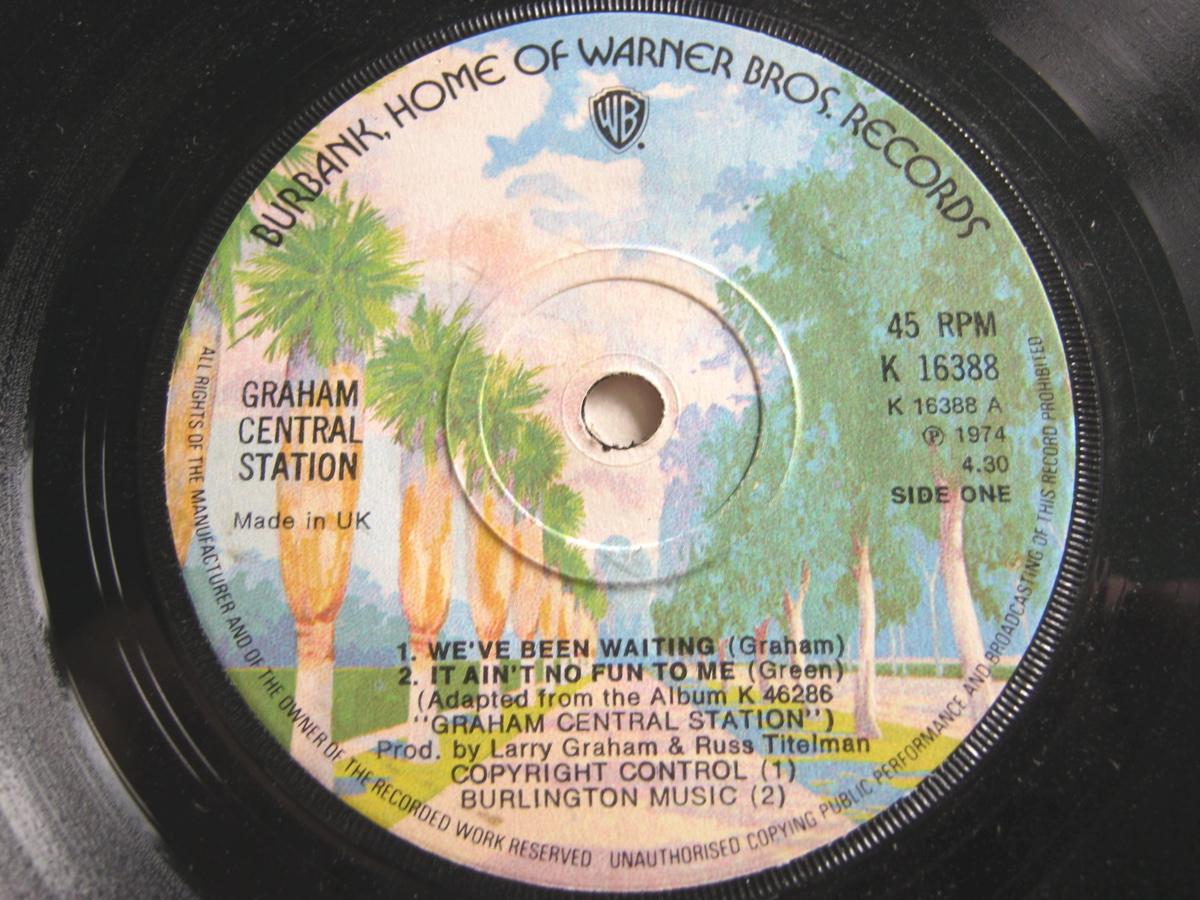 BURBANK, HOME OF WARNER BROS. RECORDS
WB
45 RPM
K 16388
K 16388 A
Ⓟ 1974
4.30
SIDE ONE
GRAHAM
CENTRAL
STATION
Made in UK
1. WE'VE BEEN WAITING (Graham)
2. IT AIN'T NO FUN TO ME (Green)
(Adapted from the Album K 46286
"GRAHAM CENTRAL STATION")
Prod. by Larry Graham & Russ Titelman
COPYRIGHT CONTROL (1)
BURLINGTON MUSIC (2)
ALL RIGHTS OF THE MANUFACTURER AND OF THE OWNER OF THE RECORDED WORK RESERVED UNAUTHORISED COPYING PUBLIC PERFORMANCE AND BROADCASTING OF THIS RECORD PROHIBITED